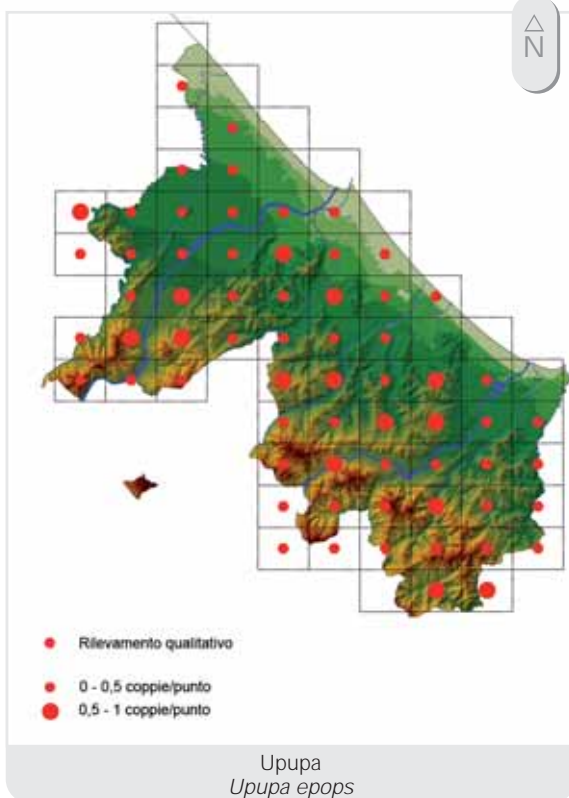 N
Rilevamento qualitativo
0 - 0,5 coppie/punto
0,5 - 1 coppie/punto
Upupa
Upupa epops